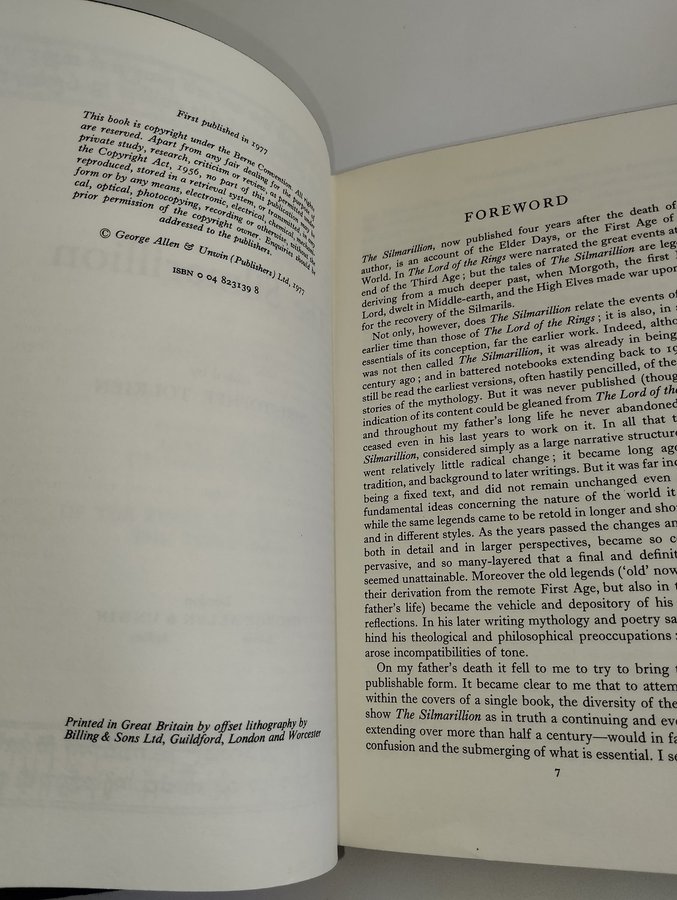 First published in 1977
This book is copyright under the Berne Convention. All rights
are reserved. Apart from any fair dealing for the purpose of
private study, research, criticism or review, as permitted under
the Copyright Act, 1956, no part of this publication may be
reproduced, stored in a retrieval system, or transmitted, in any
form or by any means, electronic, electrical, chemical, mechani-
cal, optical, photocopying, recording or otherwise, without the
prior permission of the copyright owner. Enquiries should be
addressed to the publishers.
© George Allen & Unwin (Publishers) Ltd, 1977
ISBN 0 04 823139 8
Printed in Great Britain by offset lithography by
Billing & Sons Ltd, Guildford, London and Worcester
FOREWORD
The Silmarillion, now published four years after the death of
author, is an account of the Elder Days, or the First Age of
World. In The Lord of the Rings were narrated the great events at
end of the Third Age; but the tales of The Silmarillion are leg
deriving from a much deeper past, when Morgoth, the first
Lord, dwelt in Middle-earth, and the High Elves made war upon
for the recovery of the Silmarils.
Not only, however, does The Silmarillion relate the events of
earlier time than those of The Lord of the Rings; it is also, in
essentials of its conception, far the earlier work. Indeed, altho
was not then called The Silmarillion, it was already in being
century ago; and in battered notebooks extending back to 19
still be read the earliest versions, often hastily pencilled, of the
stories of the mythology. But it was never published (though
indication of its content could be gleaned from The Lord of the
and throughout my father's long life he never abandoned
ceased even in his last years to work on it. In all that t
Silmarillion, considered simply as a large narrative structure
went relatively little radical change; it became long ago
tradition, and background to later writings. But it was far ind
being a fixed text, and did not remain unchanged even
fundamental ideas concerning the nature of the world it
while the same legends came to be retold in longer and sho
and in different styles. As the years passed the changes an
both in detail and in larger perspectives, became so c
pervasive, and so many-layered that a final and definit
seemed unattainable. Moreover the old legends ('old' now
their derivation from the remote First Age, but also in t
father's life) became the vehicle and depository of his
reflections. In his later writing mythology and poetry sa
hind his theological and philosophical preoccupations:
arose incompatibilities of tone.
On my father's death it fell to me to try to bring t
publishable form. It became clear to me that to attem
within the covers of a single book, the diversity of the
show The Silmarillion as in truth a continuing and evo
extending over more than half a century—would in fa
confusion and the submerging of what is essential. I se
7